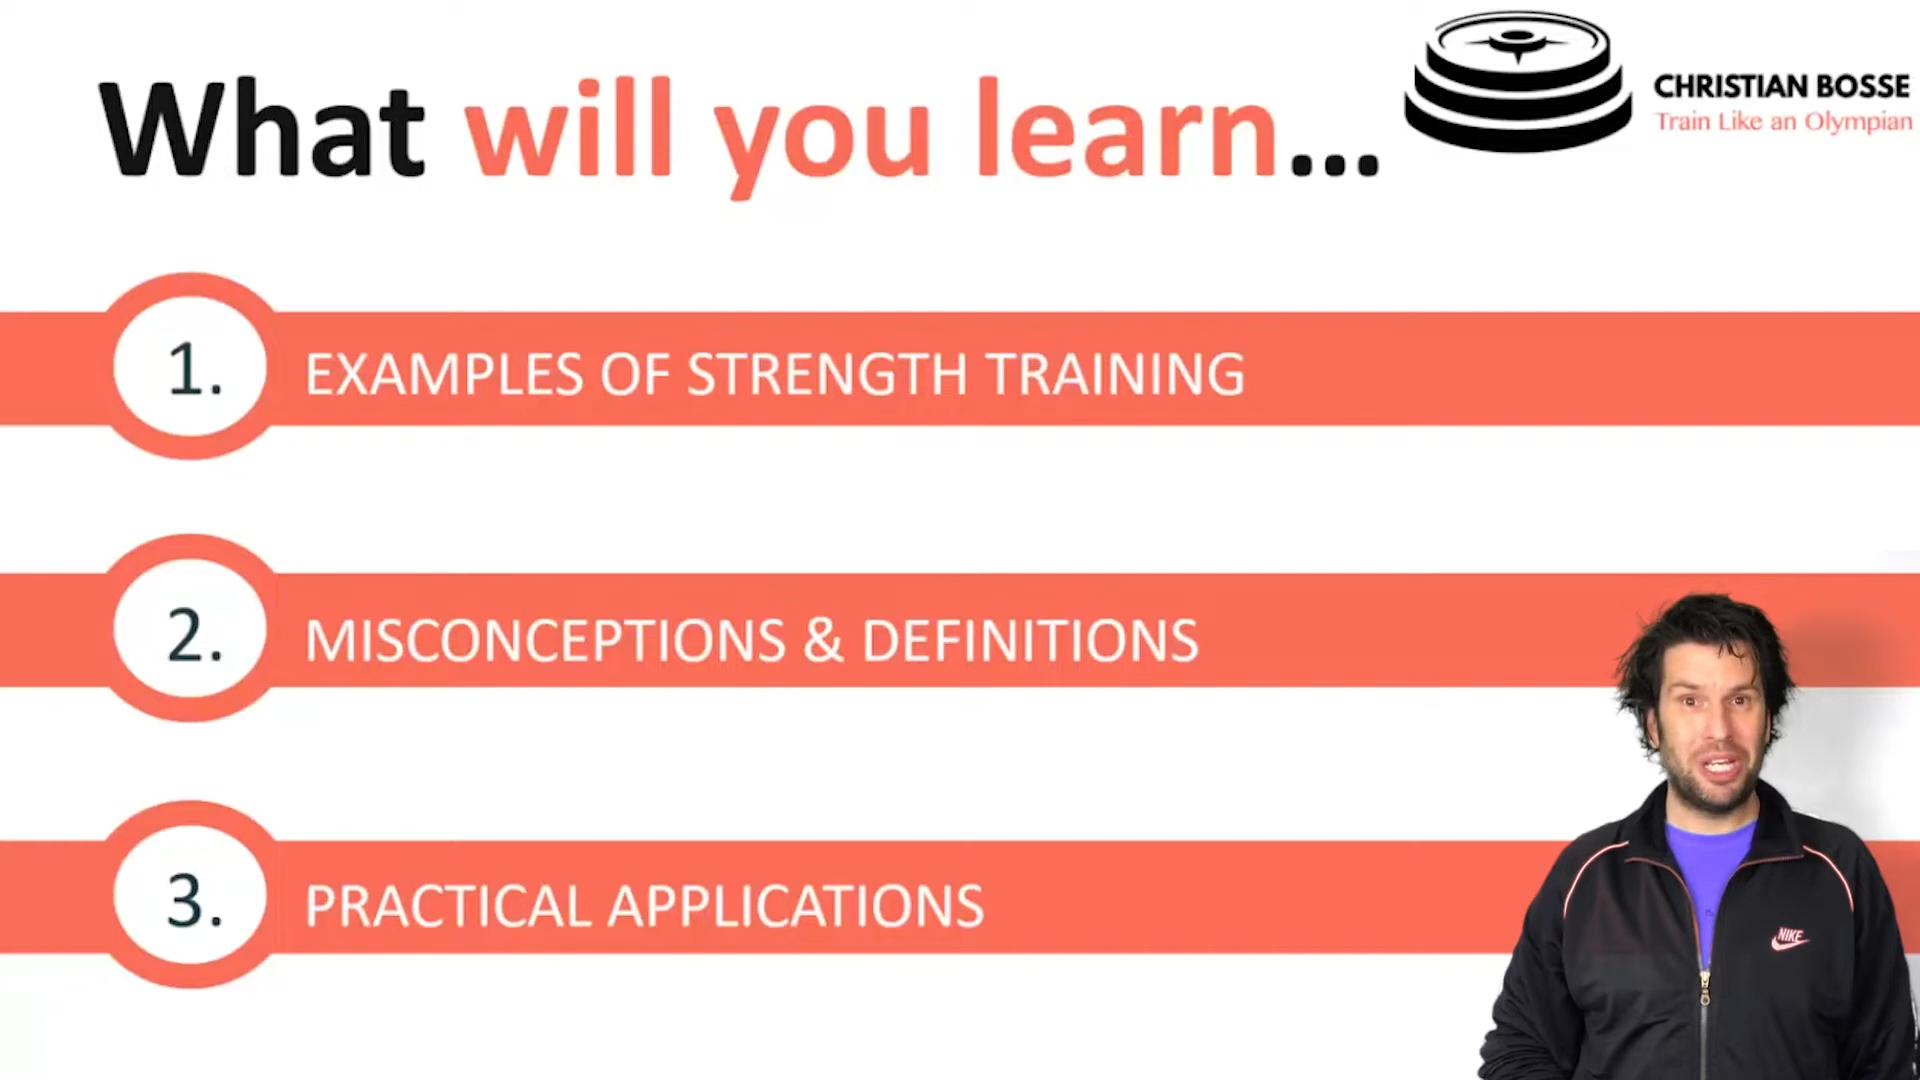 What will you learn...
CHRISTIAN BOSSE
Train Like an Olympian
1.
EXAMPLES OF STRENGTH TRAINING
2.
MISCONCEPTIONS & DEFINITIONS
3.
PRACTICAL APPLICATIONS
NIKE